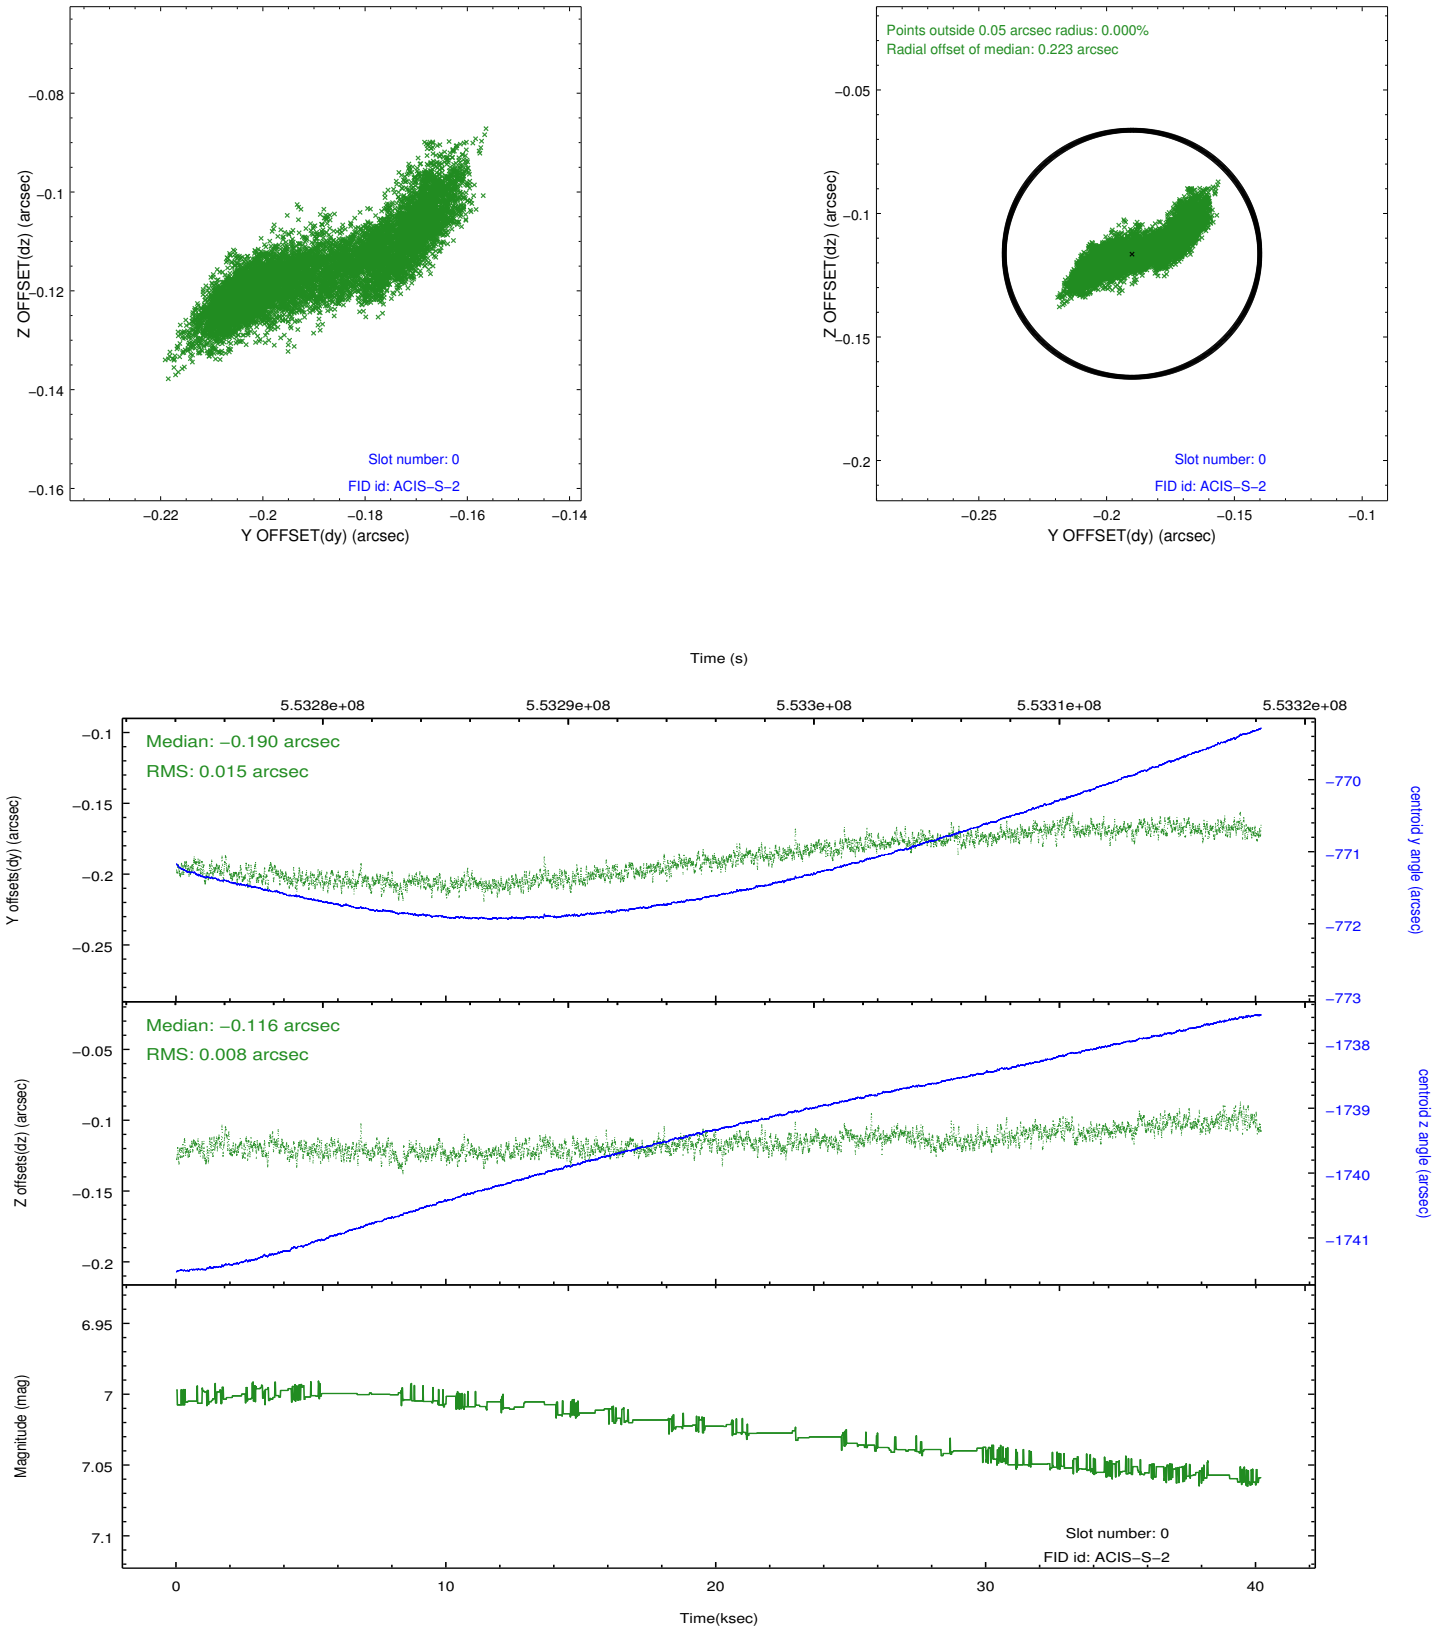 −0.08
−0.1
−0.12
−0.14
−0.16
Z OFFSET(dz) (arcsec)
Slot number: 0
FID id: ACIS−S−2
−0.22
−0.2
−0.18
−0.16
−0.14
Y OFFSET(dy) (arcsec)
Points outside 0.05 arcsec radius: 0.000%
Radial offset of median: 0.223 arcsec
−0.05
−0.1
−0.15
−0.2
Z OFFSET(dz) (arcsec)
Slot number: 0
FID id: ACIS−S−2
−0.25
−0.2
−0.15
−0.1
Y OFFSET(dy) (arcsec)
Time (s)
5.5328e+08
5.5329e+08
5.533e+08
5.5331e+08
5.5332e+08
Median: −0.190 arcsec
RMS: 0.015 arcsec
−0.1
−0.15
−0.2
−0.25
Y offsets(dy) (arcsec)
−770
−771
−772
−773
centroid y angle (arcsec)
Median: −0.116 arcsec
RMS: 0.008 arcsec
−0.05
−0.1
−0.15
−0.2
Z offsets(dz) (arcsec)
−1738
−1739
−1740
−1741
centroid z angle (arcsec)
6.95
7
7.05
7.1
Magnitude (mag)
Slot number: 0
FID id: ACIS−S−2
0
10
20
30
40
Time(ksec)